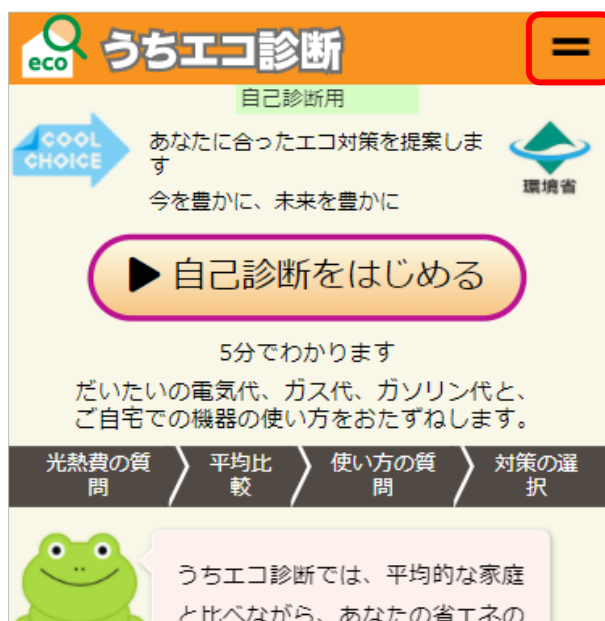 eco うちエコ診断
自己診断用
COOL
CHOICE
あなたに合ったエコ対策を提案しま
す
今を豊かに、未来を豊かに
環境省
▶自己診断をはじめる
5分でわかります
だいたいの電気代、ガス代、ガソリン代と、
ご自宅での機器の使い方をおたずねします。
光熱費の質
問
平均比
較
使い方の質
問
対策の選
択
うちエコ診断では、平均的な家庭
と比べながら、あなたの省エネの